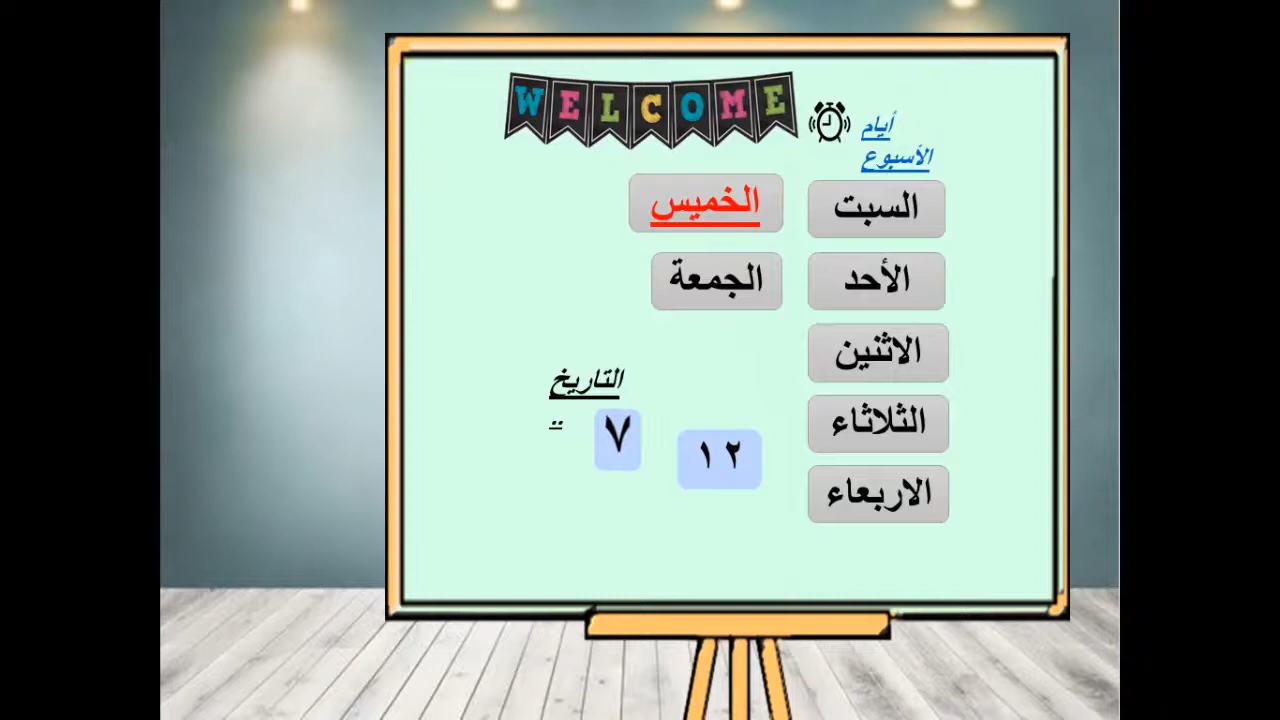 WELCOME
أيام
الأسبوع
السبت
الخميس
الأحد
الجمعة
الاثنين
الثلاثاء
الاربعاء
التاريخ
..
٧
١٢